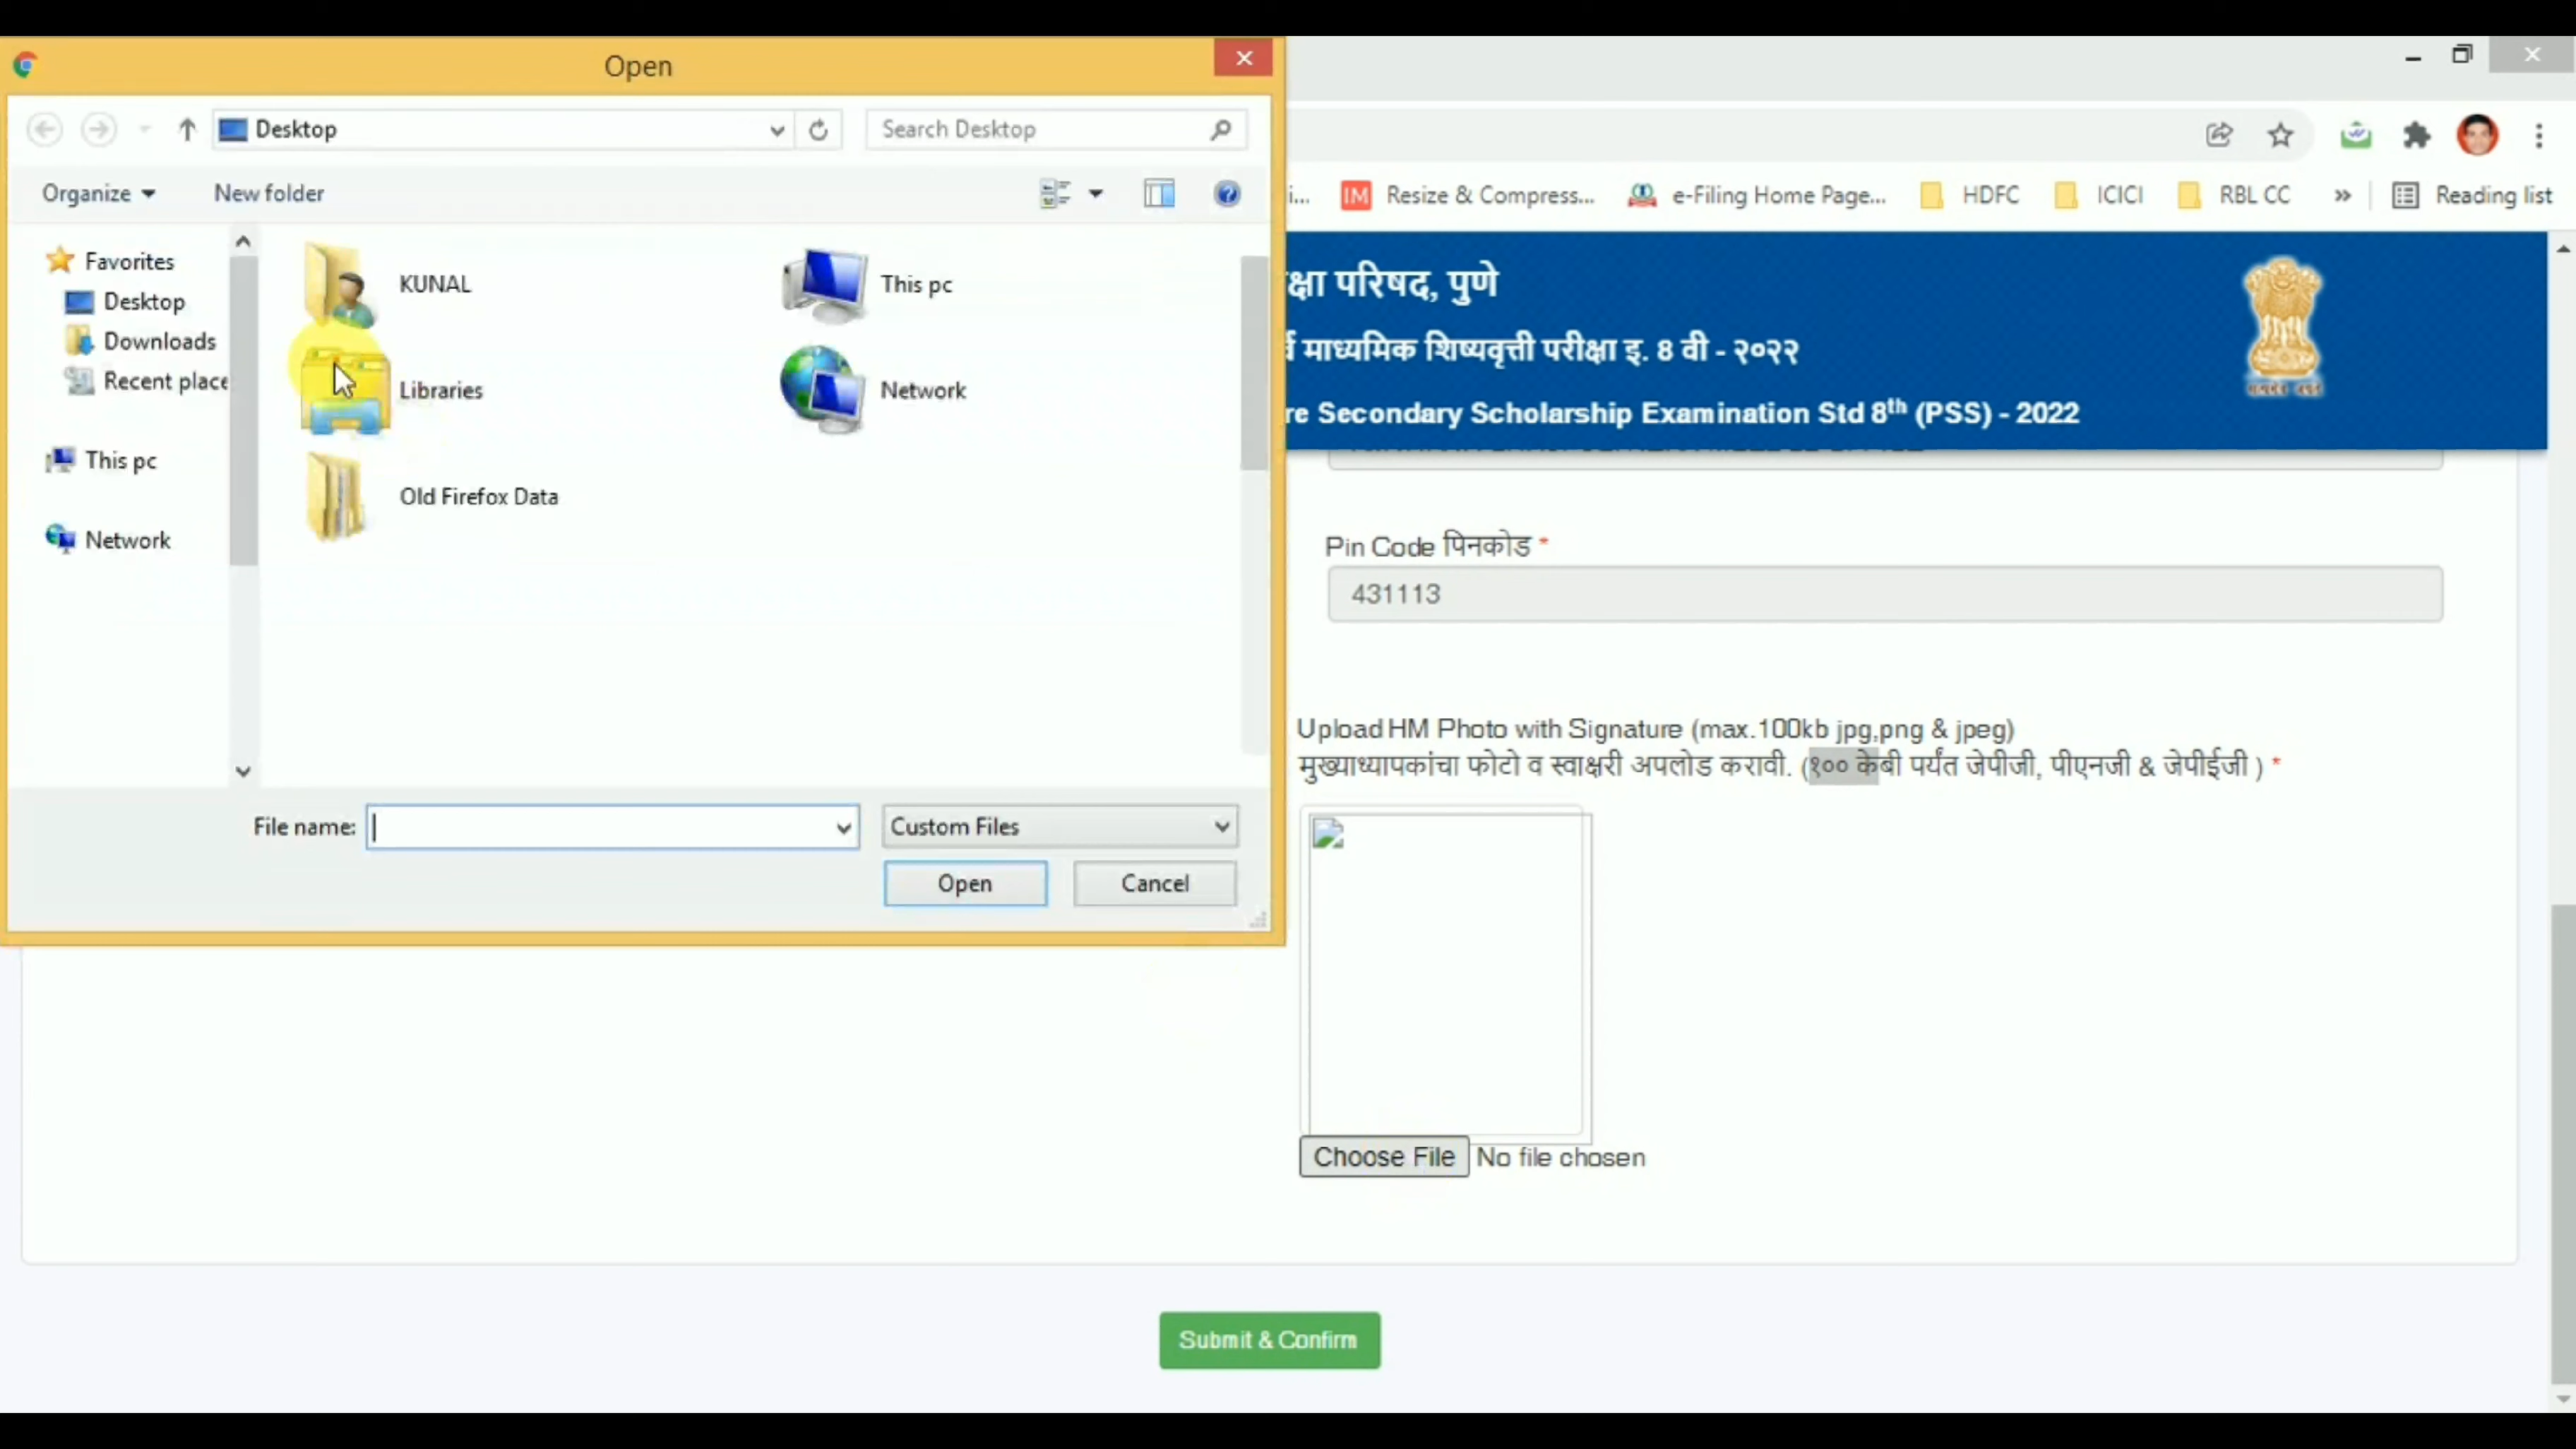 Open
Desktop
Search Desktop
Organize
New folder
Favorites
Desktop
Downloads
Recent place
This pc
Network
KUNAL
This pc
Libraries
Network
Old Firefox Data
File name:
Custom Files
Open
Cancel
i...
IM Resize & Compress...
e-Filing Home Page...
HDFC
ICICI
RBL CC
»
Reading list
क्षा परिषद, पुणे
माध्यमिक शिष्यवृत्ती परीक्षा इ. 8 वी - २०२२
re Secondary Scholarship Examination Std 8th (PSS) - 2022
Pin Code पिनकोड *
431113
Upload HM Photo with Signature (max.100kb jpg,png & jpeg)
मुख्याध्यापकांचा फोटो व स्वाक्षरी अपलोड करावी. (१०० केबी पर्यंत जेपीजी, पीएनजी & जेपीईजी ) *
Choose File No file chosen
Submit & Confirm